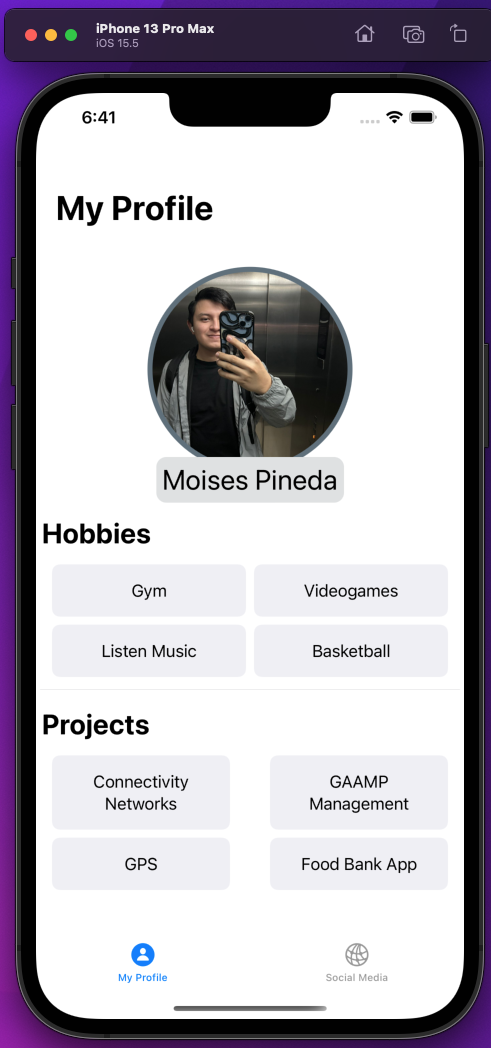 iPhone 13 Pro Max
iOS 15.5
6:41
My Profile
Moises Pineda
Hobbies
Gym
Videogames
Listen Music
Basketball
Projects
Connectivity
Networks
GAAMP
Management
GPS
Food Bank App
My Profile
Social Media